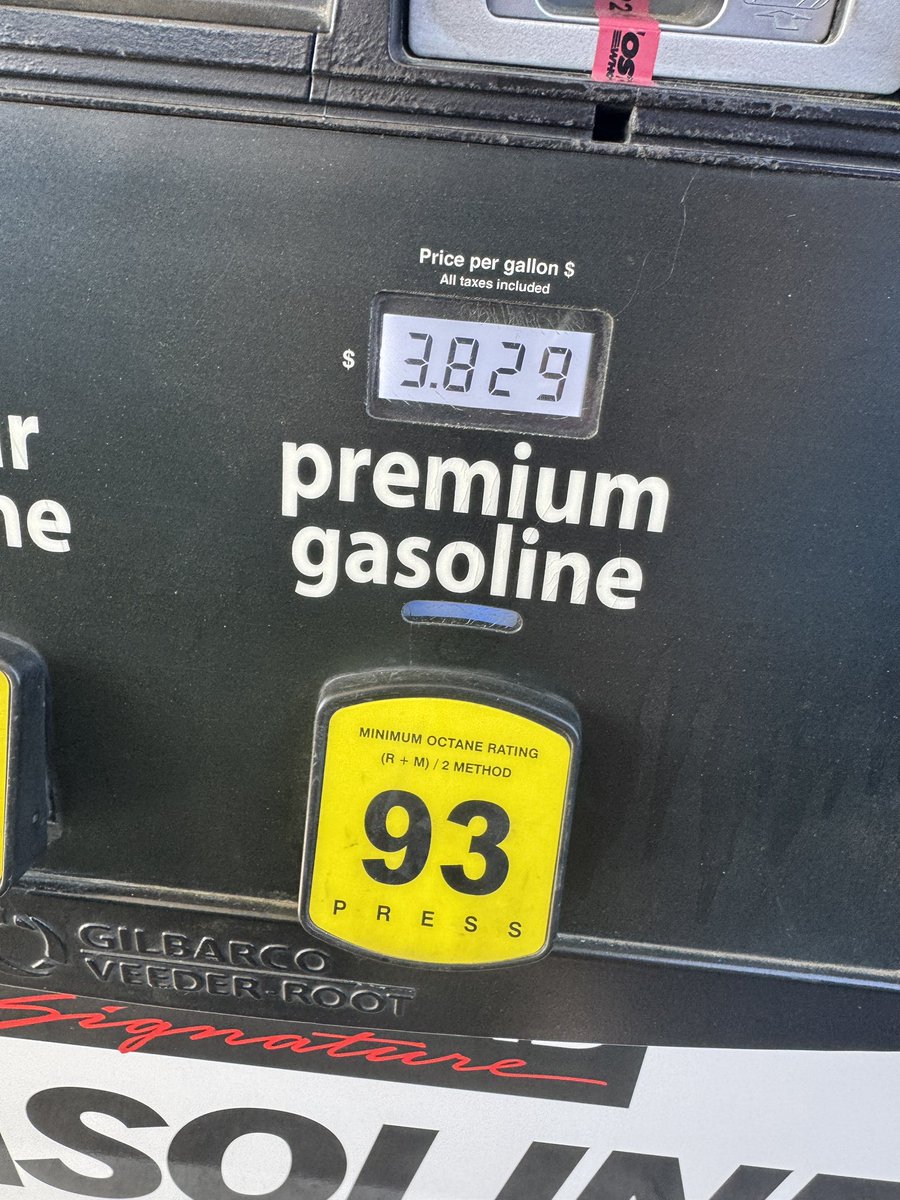 Price per gallon $
All taxes included
$ 3.829
premium
gasoline
MINIMUM OCTANE RATING
(R + M) / 2 METHOD
93
PRESS
GILBARCO
VEEDER-ROOT
Signature